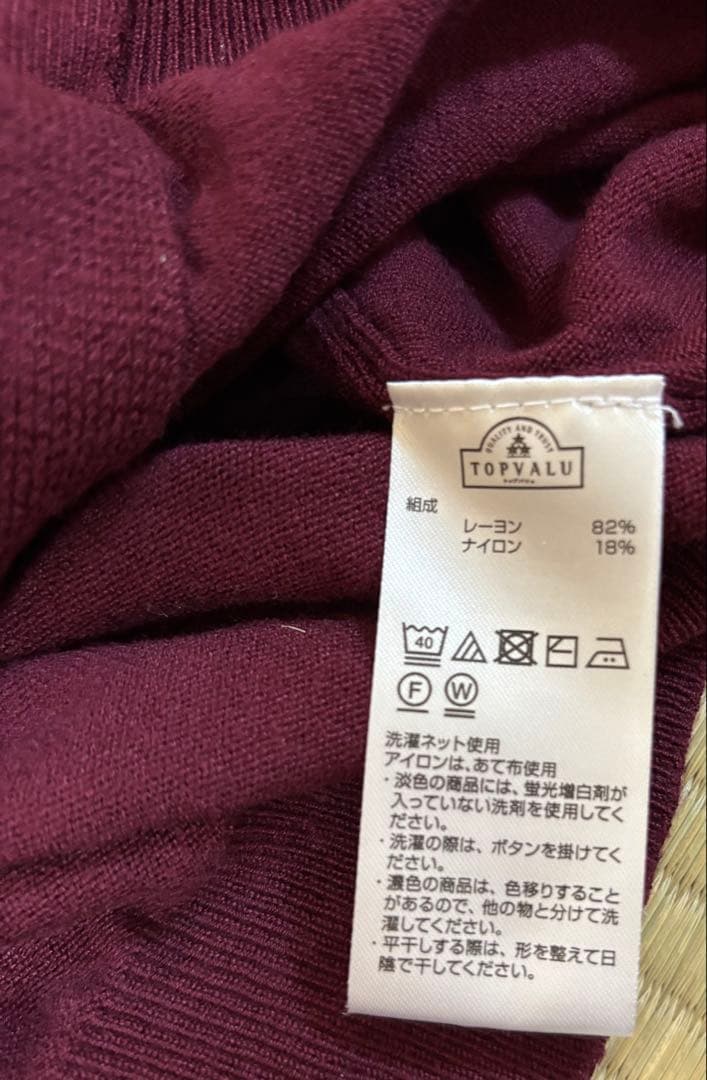 QUALITY AND TRUST
TOPVALU
トップバリュ
組成
レーヨン 82%
ナイロン 18%
40
F W
洗濯ネット使用
アイロンは、あて布使用
・淡色の商品には、蛍光増白剤が
入っていない洗剤を使用してく
ださい。
・洗濯の際は、ボタンを掛けてく
ださい。
・濃色の商品は、色移りすること
があるので、他の物と分けて洗
濯してください。
・平干しする際は、形を整えて日
陰で干してください。